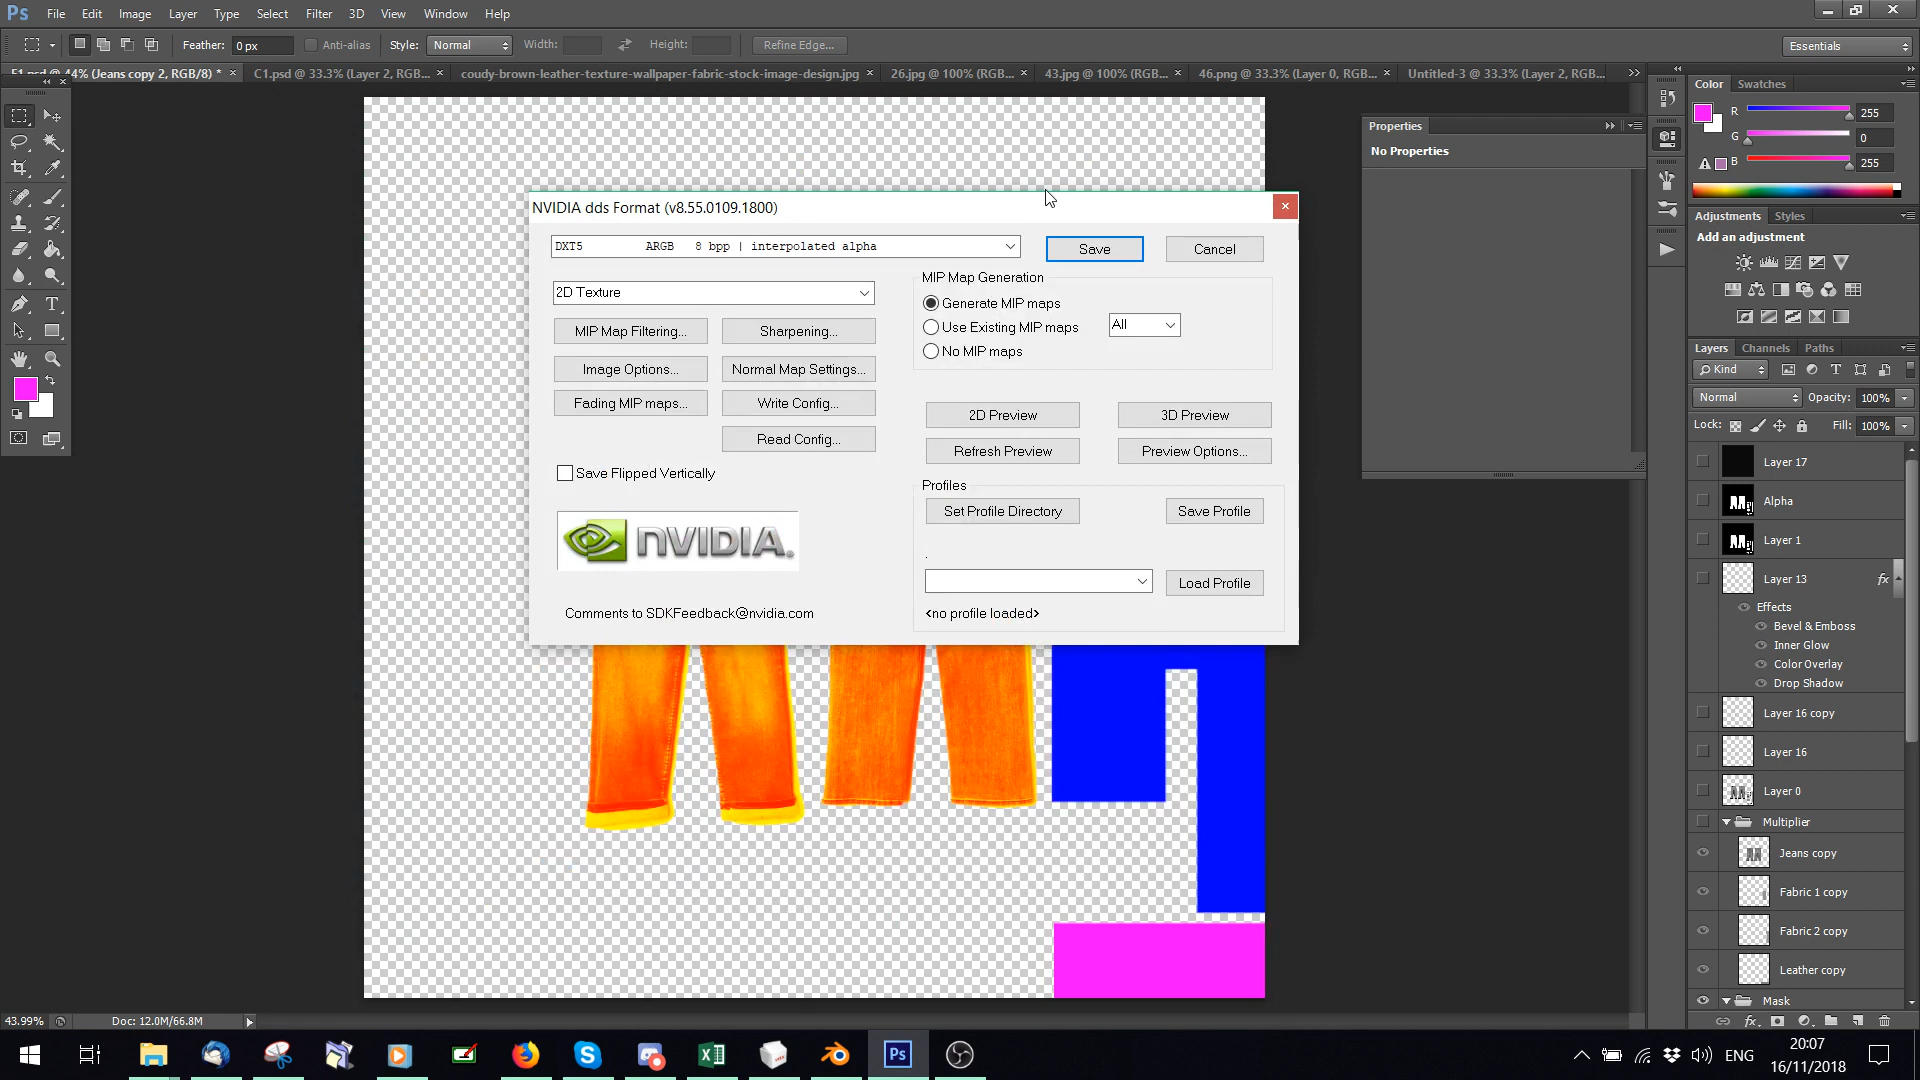 Ps File Edit Image Layer Type Select Filter 3D View Window Help
Feather: 0 px Anti-alias Style: Normal Width: Height: Refine Edge... Essentials
@ 44% (Jeans copy 2, RGB/8) * × C1.psd @ 33.3% (Layer 2, RGB... × coudy-brown-leather-texture-wallpaper-fabric-stock-image-design.jpg × 26.jpg @ 100% (RGB... × 43.jpg @ 100% (RGB... × 46.png @ 33.3% (Layer 0, RGB... × Untitled-3 @ 33.3% (Layer 2, RGB...
Color Swatches
R 255
G 0
B 255
Properties
No Properties
Adjustments Styles
Add an adjustment
Layers Channels Paths
Kind
Normal Opacity: 100%
Lock: Fill: 100%
Layer 17
Alpha
Layer 1
Layer 13 fx
Effects
Bevel & Emboss
Inner Glow
Color Overlay
Drop Shadow
Layer 16 copy
Layer 16
Layer 0
Multiplier
Jeans copy
Fabric 1 copy
Fabric 2 copy
Leather copy
Mask
NVIDIA dds Format (v8.55.0109.1800)
DXT5 ARGB 8 bpp | interpolated alpha
Save Cancel
2D Texture
MIP Map Filtering... Sharpening...
Image Options... Normal Map Settings...
Fading MIP maps... Write Config...
Read Config...
Save Flipped Vertically
MIP Map Generation
Generate MIP maps
Use Existing MIP maps All
No MIP maps
2D Preview 3D Preview
Refresh Preview Preview Options...
Profiles
Set Profile Directory Save Profile
.
Load Profile
<no profile loaded>
NVIDIA.
Comments to SDKFeedback@nvidia.com
43.99% Doc: 12.0M/66.8M
Ps ENG 20:07
16/11/2018